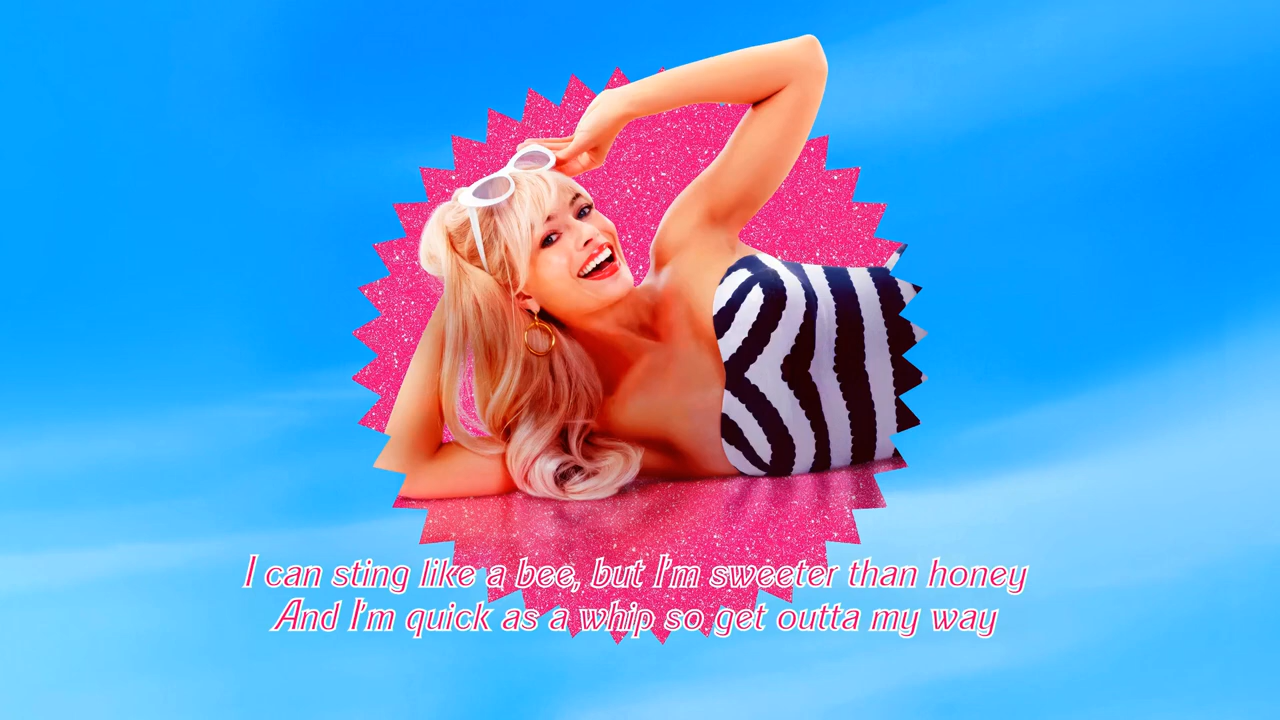 I can sting like a bee, but I'm sweeter than honey
And I'm quick as a whip so get outta my way